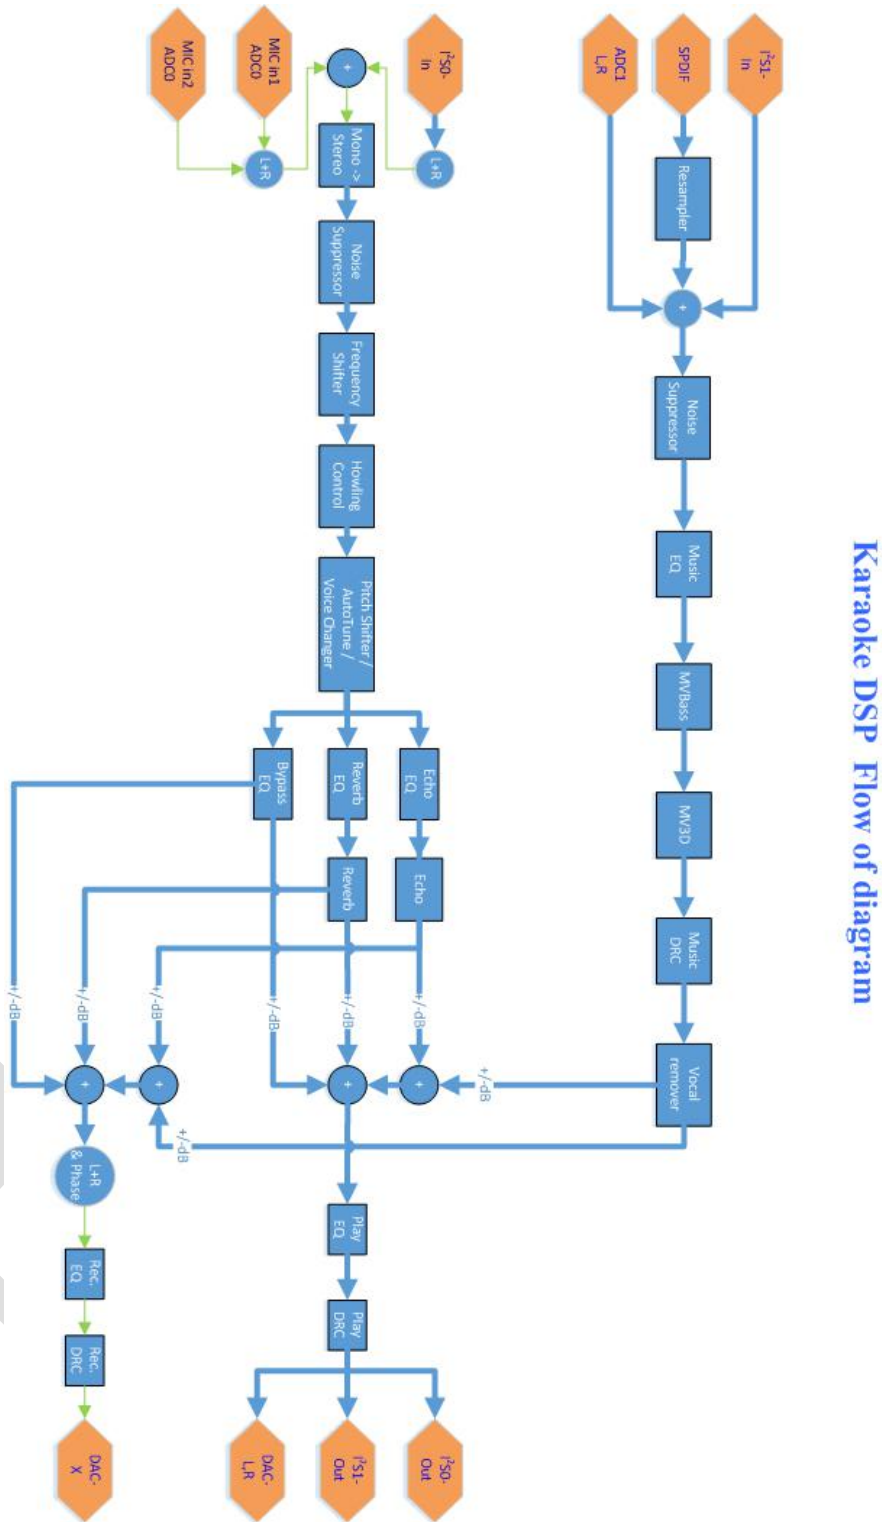 Karaoke DSP Flow of diagram
I²S1-
in
SPDIF
ADC1
L,R
Resampler
+
Noise
Suppressor
Music
EQ
MVBass
MV3D
Music
DRC
Vocal
remover
+/-dB
+/-dB
I²S0-
in
L+R
+
MIC in1
ADC0
MIC in2
ADC0
L+R
Mono ->
Stereo
Noise
Suppressor
Frequency
Shifter
Howling
Control
Pitch Shifter /
AutoTune /
Voice Changer
Echo
EQ
Echo
+/-dB
+
Reverb
EQ
Reverb
+/-dB
+
Bypass
EQ
+/-dB
Play
EQ
Play
DRC
I²S0-
Out
I²S1-
Out
DAC-
L,R
+/-dB
+
+/-dB
+
+/-dB
L+R
& Phase
Rec.
EQ
Rec.
DRC
DAC-
X